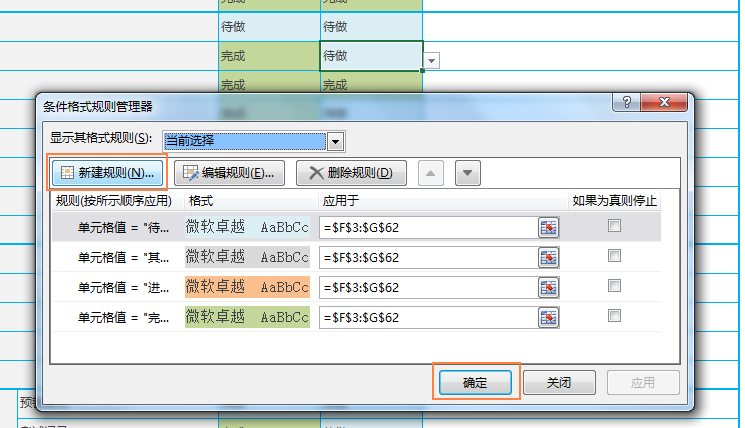 完成 完成
待做 待做
完成 待做
完成 完成
条件格式规则管理器
?
显示其格式规则(S): 当前选择
新建规则(N)... 编辑规则(E)... 删除规则(D)
规则(按所示顺序应用) 格式 应用于 如果为真则停止
单元格值 = "待... 微软卓越 AaBbCc =$F$3:$G$62
单元格值 = "其... 微软卓越 AaBbCc =$F$3:$G$62
单元格值 = "进... 微软卓越 AaBbCc =$F$3:$G$62
单元格值 = "完... 微软卓越 AaBbCc =$F$3:$G$62
确定 关闭 应用